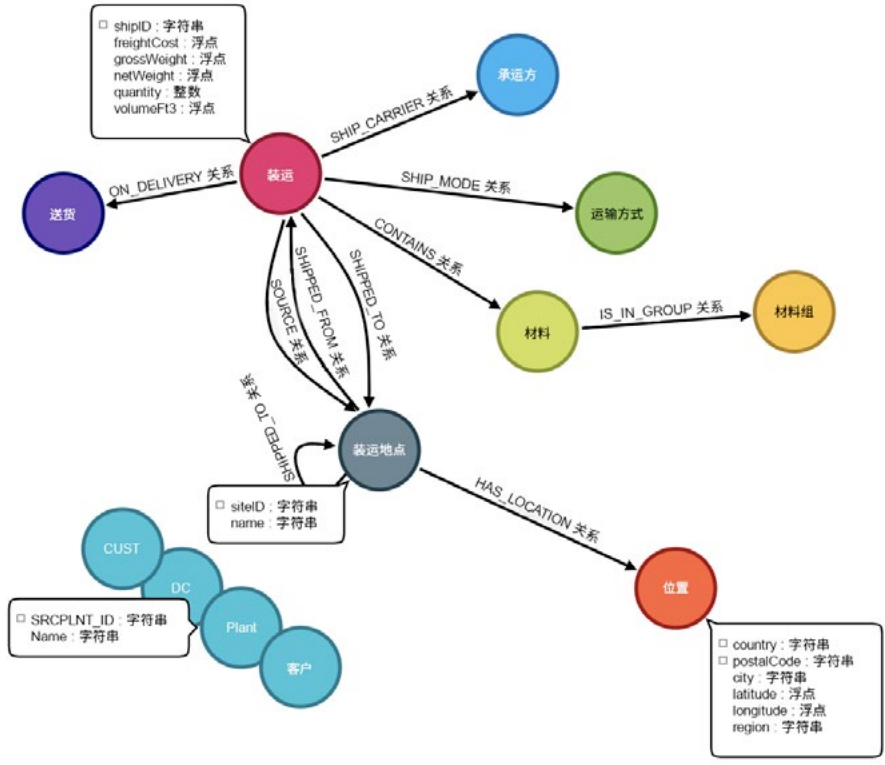 shipID : 字符串
freightCost : 浮点
grossWeight : 浮点
netWeight : 浮点
quantity : 整数
volumeFt3 : 浮点
承运方
SHIP_CARRIER 关系
装运
ON_DELIVERY 关系
送货
SHIP_MODE 关系
运输方式
CONTAINS 关系
材料
IS_IN_GROUP 关系
材料组
SOURCE 关系
SHIPPED_FROM 关系
SHIPPED_TO 关系
SHIPPED_TO 关系
装运地点
siteID : 字符串
name : 字符串
HAS_LOCATION 关系
CUST
DC
SRCPLNT_ID : 字符串
Name : 字符串
Plant
客户
位置
country : 字符串
postalCode : 字符串
city : 字符串
latitude : 浮点
longitude : 浮点
region : 字符串